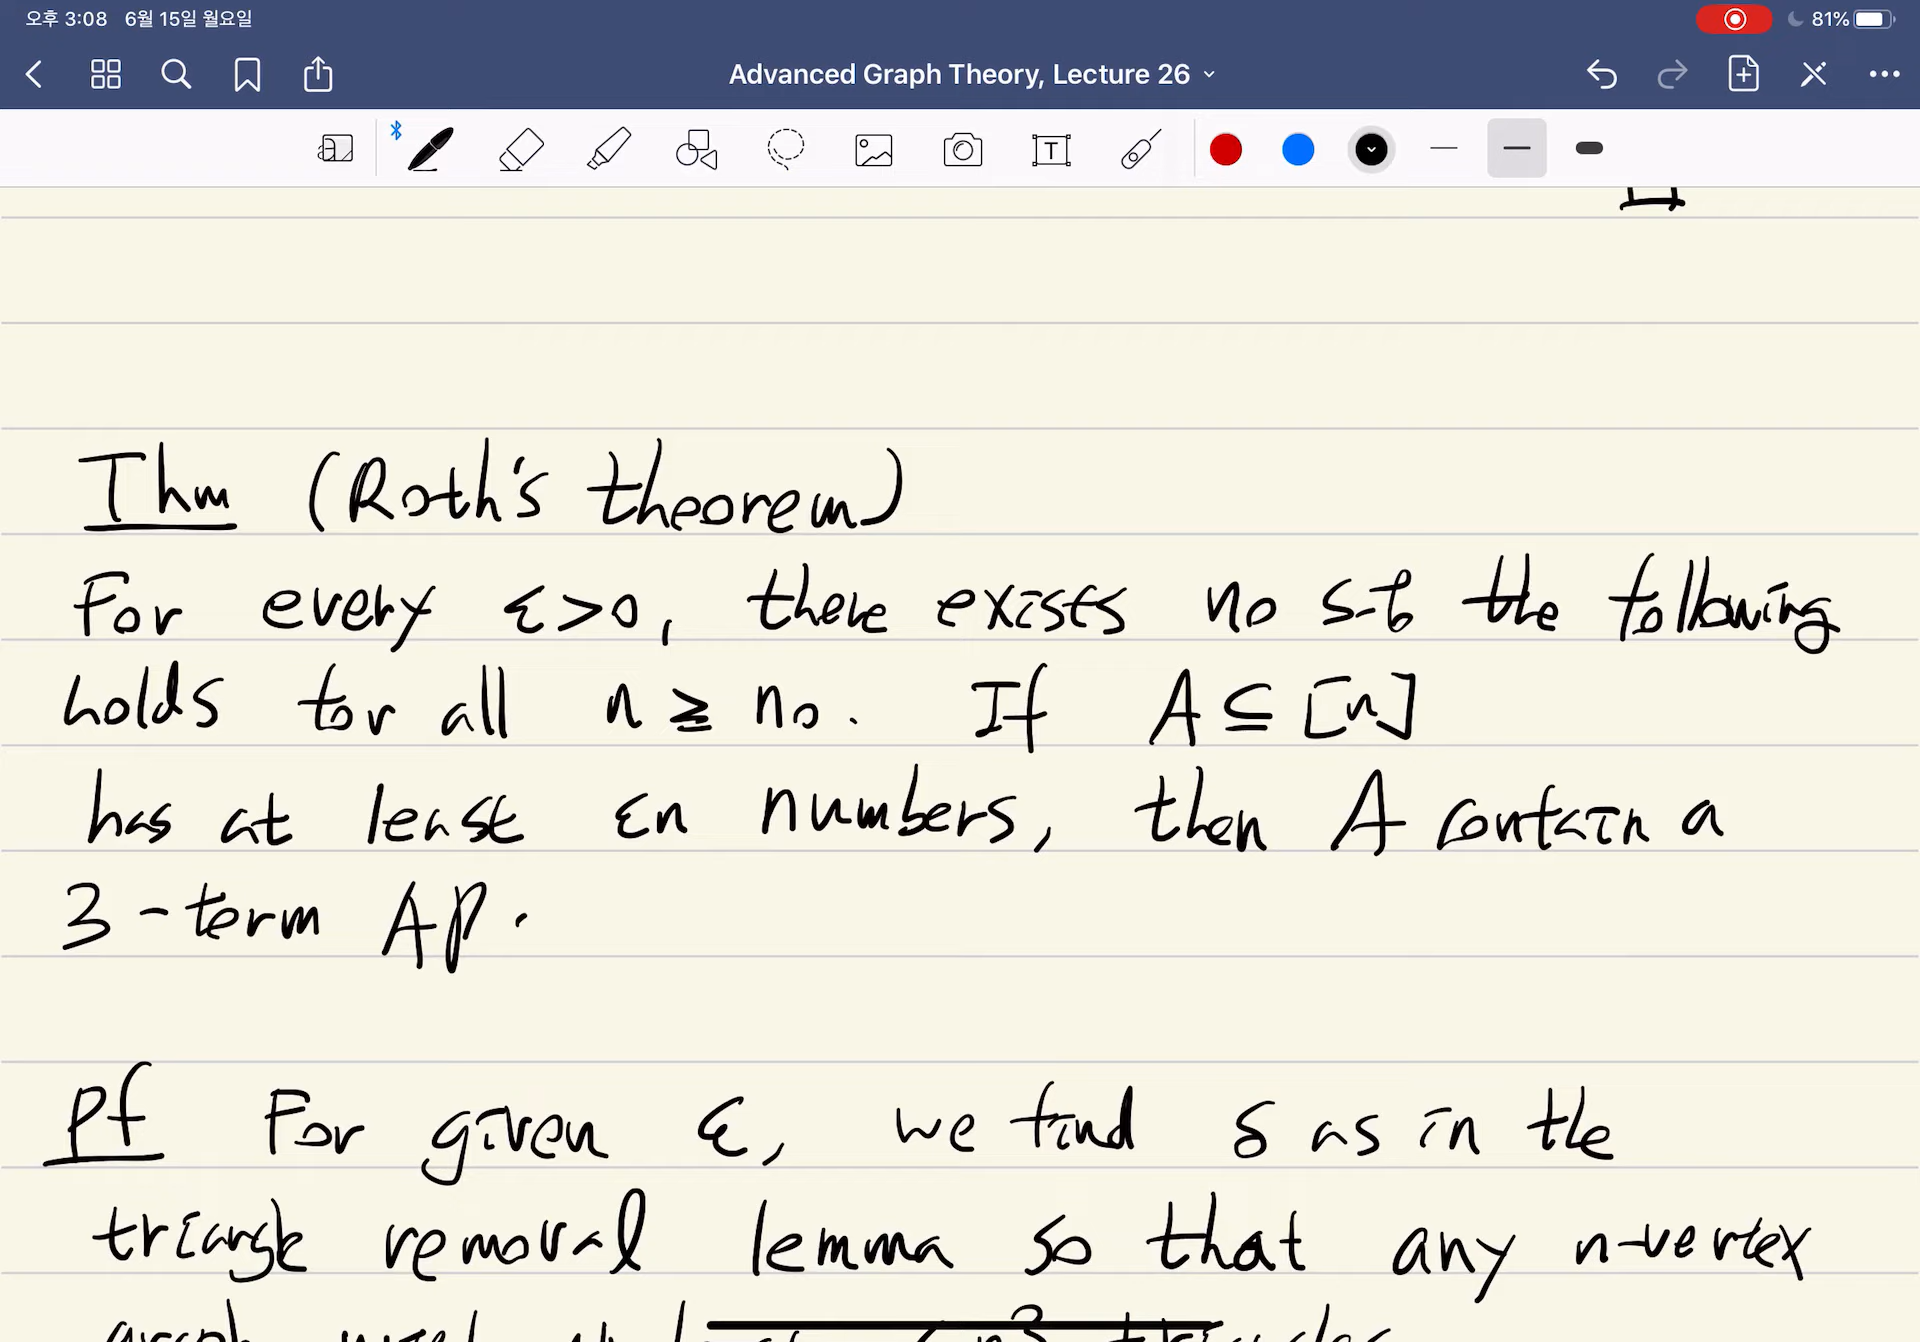 오후 3:08 6월 15일 월요일
81%
Advanced Graph Theory, Lecture 26
T
Thm (Roth's theorem)
For every ε>0, there exists n₀ s.t the following
holds for all n ≥ n₀. If A ⊆ [n]
has at least εn numbers, then A contain a
3-term AP.
pf For given ε, we find δ as in the
triangle removal lemma so that any n-vertex
graph